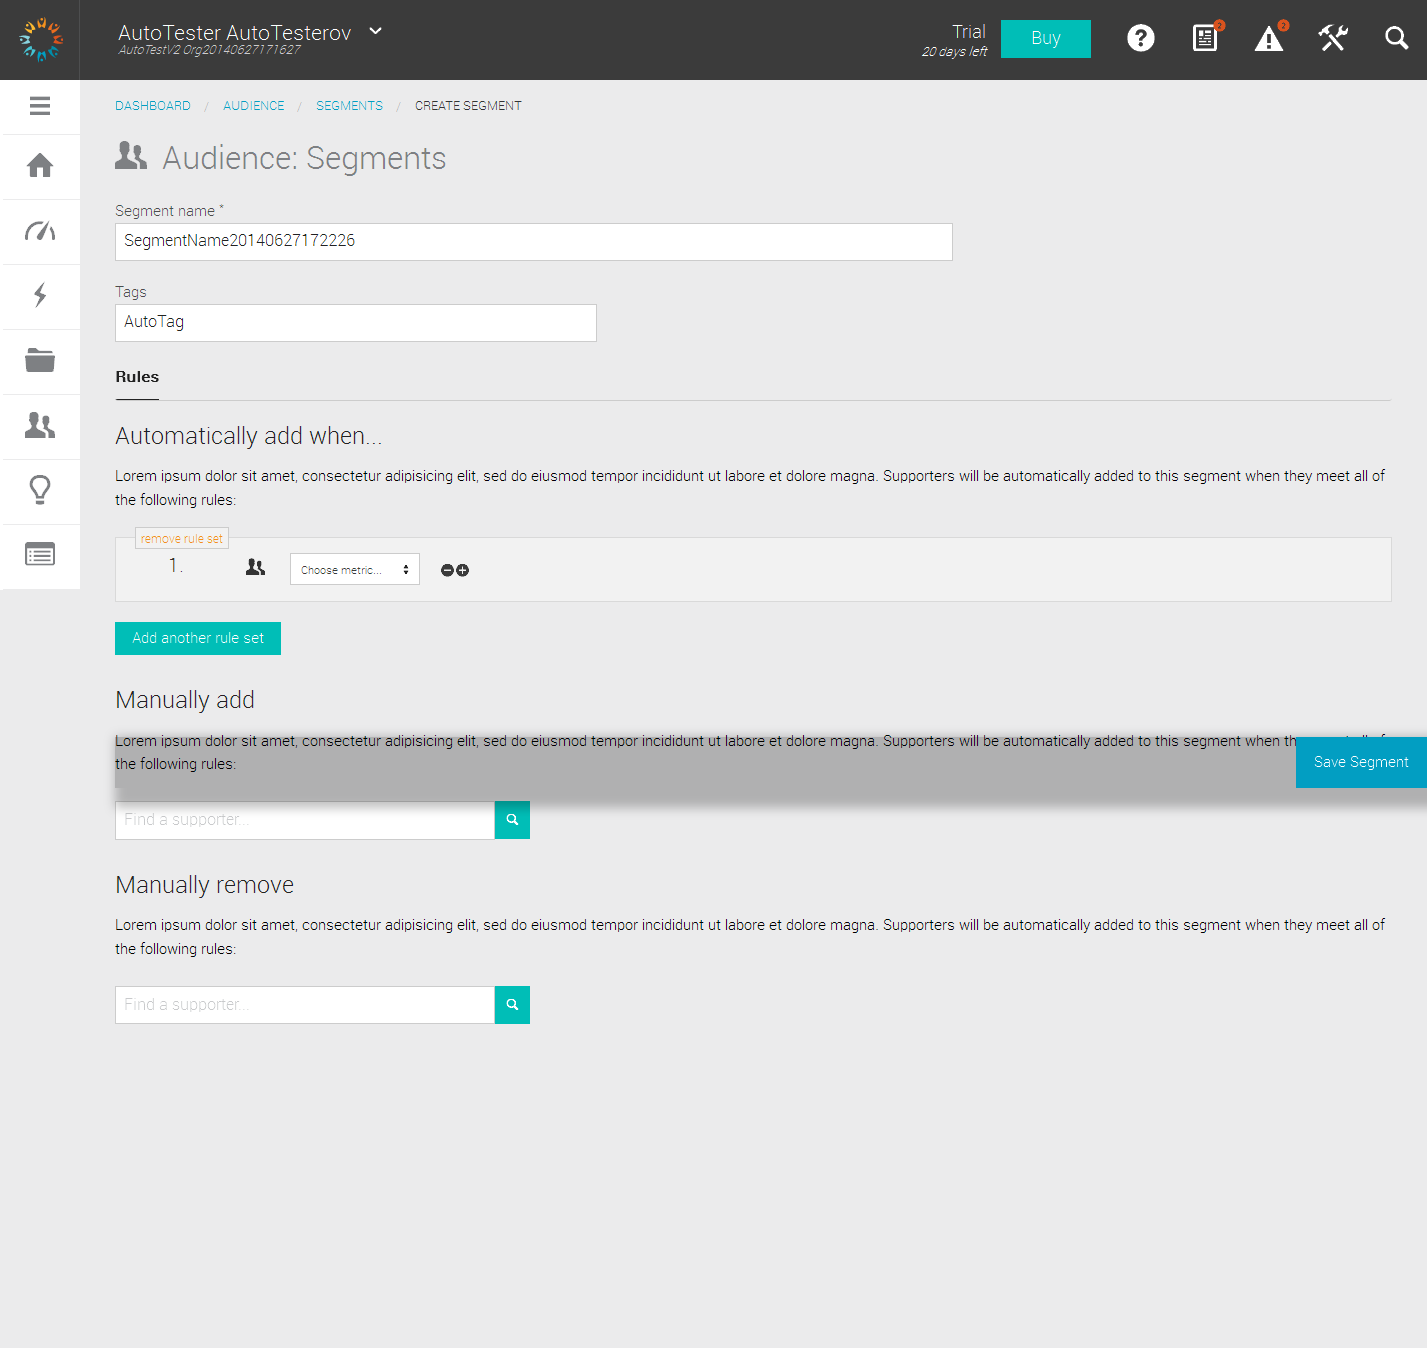 AutoTester AutoTesterov
AutoTestV2 Org20140627171627
Trial
20 days left
Buy
2
2
DASHBOARD / AUDIENCE / SEGMENTS / CREATE SEGMENT
Audience: Segments
Segment name *
SegmentName20140627172226
Tags
AutoTag
Rules
Automatically add when...
Lorem ipsum dolor sit amet, consectetur adipisicing elit, sed do eiusmod tempor incididunt ut labore et dolore magna. Supporters will be automatically added to this segment when they meet all of
the following rules:
remove rule set
1.
Choose metric...
Add another rule set
Manually add
Lorem ipsum dolor sit amet, consectetur adipisicing elit, sed do eiusmod tempor incididunt ut labore et dolore magna. Supporters will be automatically added to this segment when
the following rules:
Save Segment
Find a supporter...
Manually remove
Lorem ipsum dolor sit amet, consectetur adipisicing elit, sed do eiusmod tempor incididunt ut labore et dolore magna. Supporters will be automatically added to this segment when they meet all of
the following rules:
Find a supporter...